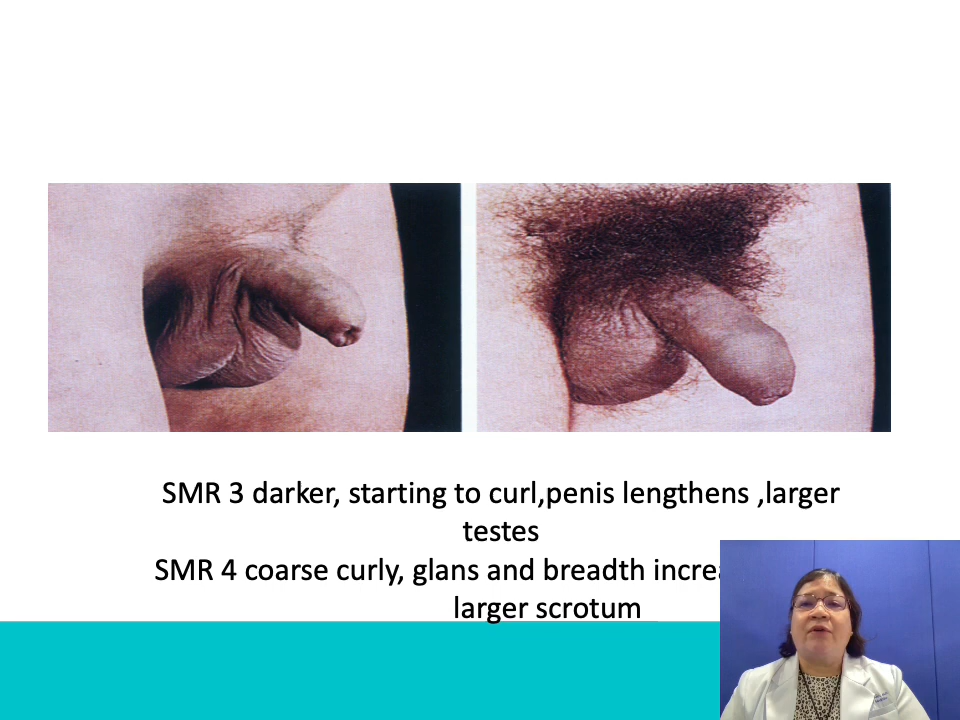 SMR 3 darker, starting to curl,penis lengthens ,larger
testes
SMR 4 coarse curly, glans and breadth
larger scrotum